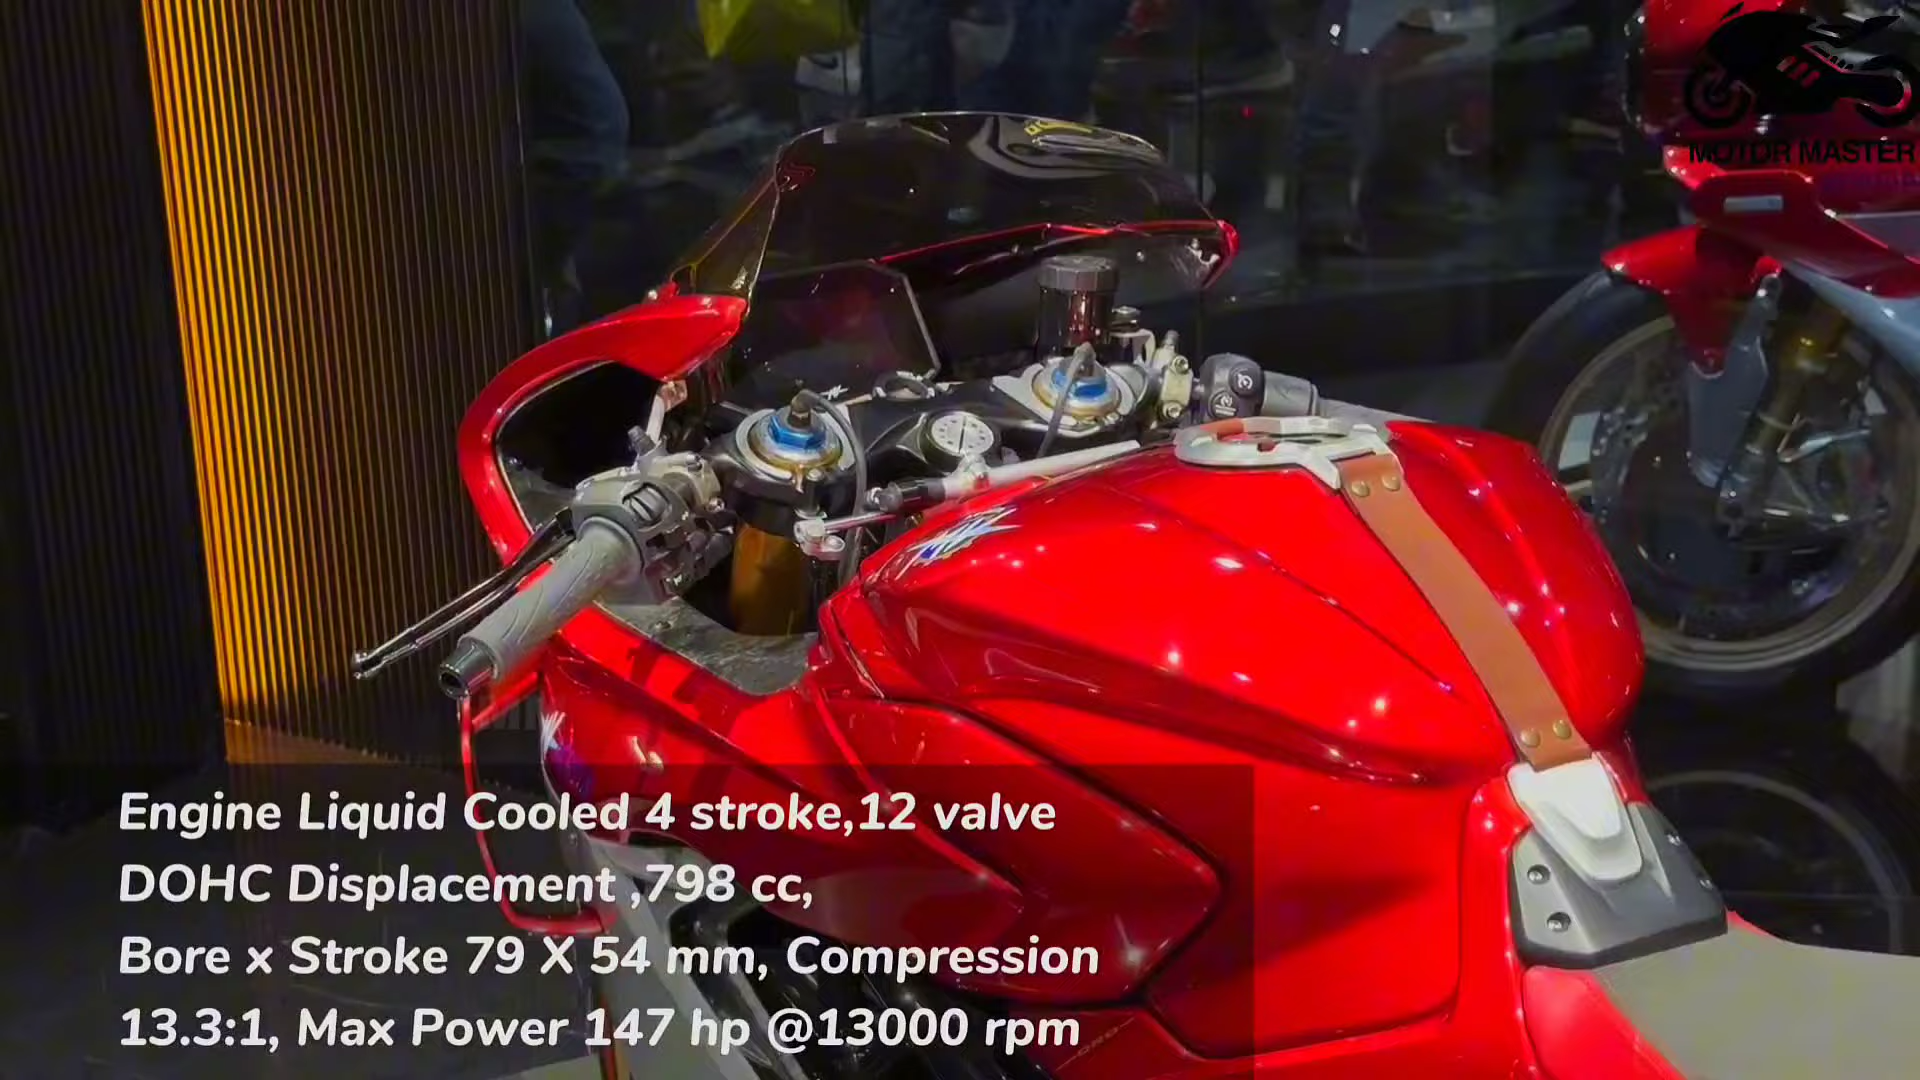 MOTOR MASTER
Engine Liquid Cooled 4 stroke,12 valve
DOHC Displacement ,798 cc,
Bore x Stroke 79 X 54 mm, Compression
13.3:1, Max Power 147 hp @13000 rpm